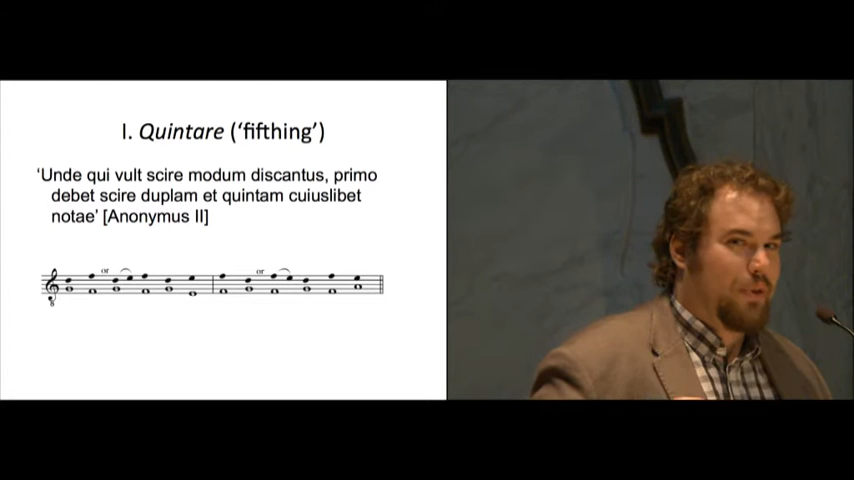 I. Quintare (‘fifthing’)
‘Unde qui vult scire modum discantus, primo
debet scire duplam et quintam cuiuslibet
notae’ [Anonymus II]
or or
8